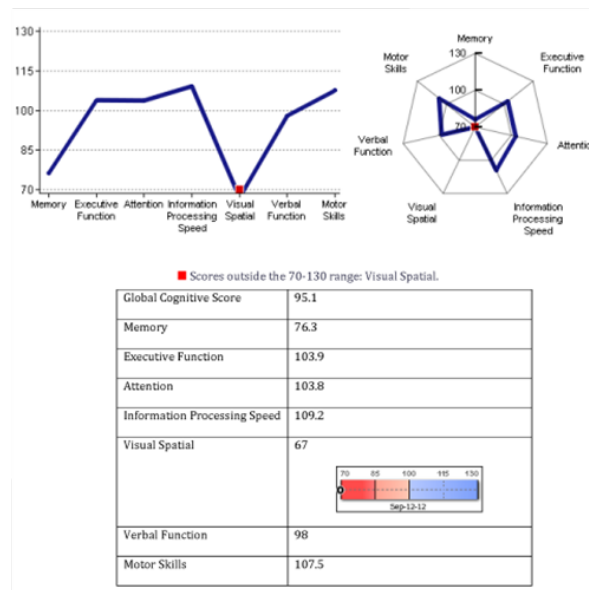 130
115
100
85
70
Memory Executive Function Attention Information Processing Speed Visual Spatial Verbal Function Motor Skills
Memory
130
100
70
Motor Skills
Executive Function
Verbal Function
Attentio
Visual Spatial
Information Processing Speed
Scores outside the 70-130 range: Visual Spatial.
Global Cognitive Score 95.1
Memory 76.3
Executive Function 103.9
Attention 103.8
Information Processing Speed 109.2
Visual Spatial 67
70 85 100 115 130
Sep-12-12
Verbal Function 98
Motor Skills 107.5